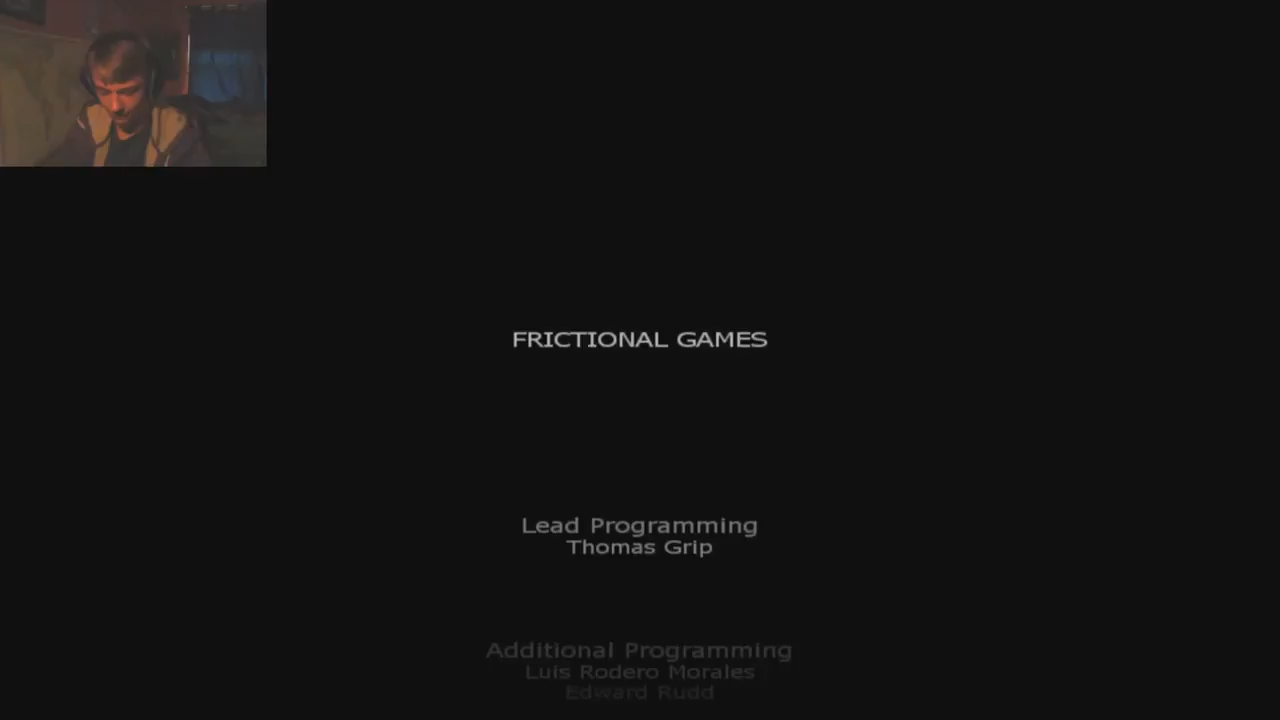 FRICTIONAL GAMES
Lead Programming
Thomas Grip
Additional Programming
Luis Rodero Morales
Edward Rudd